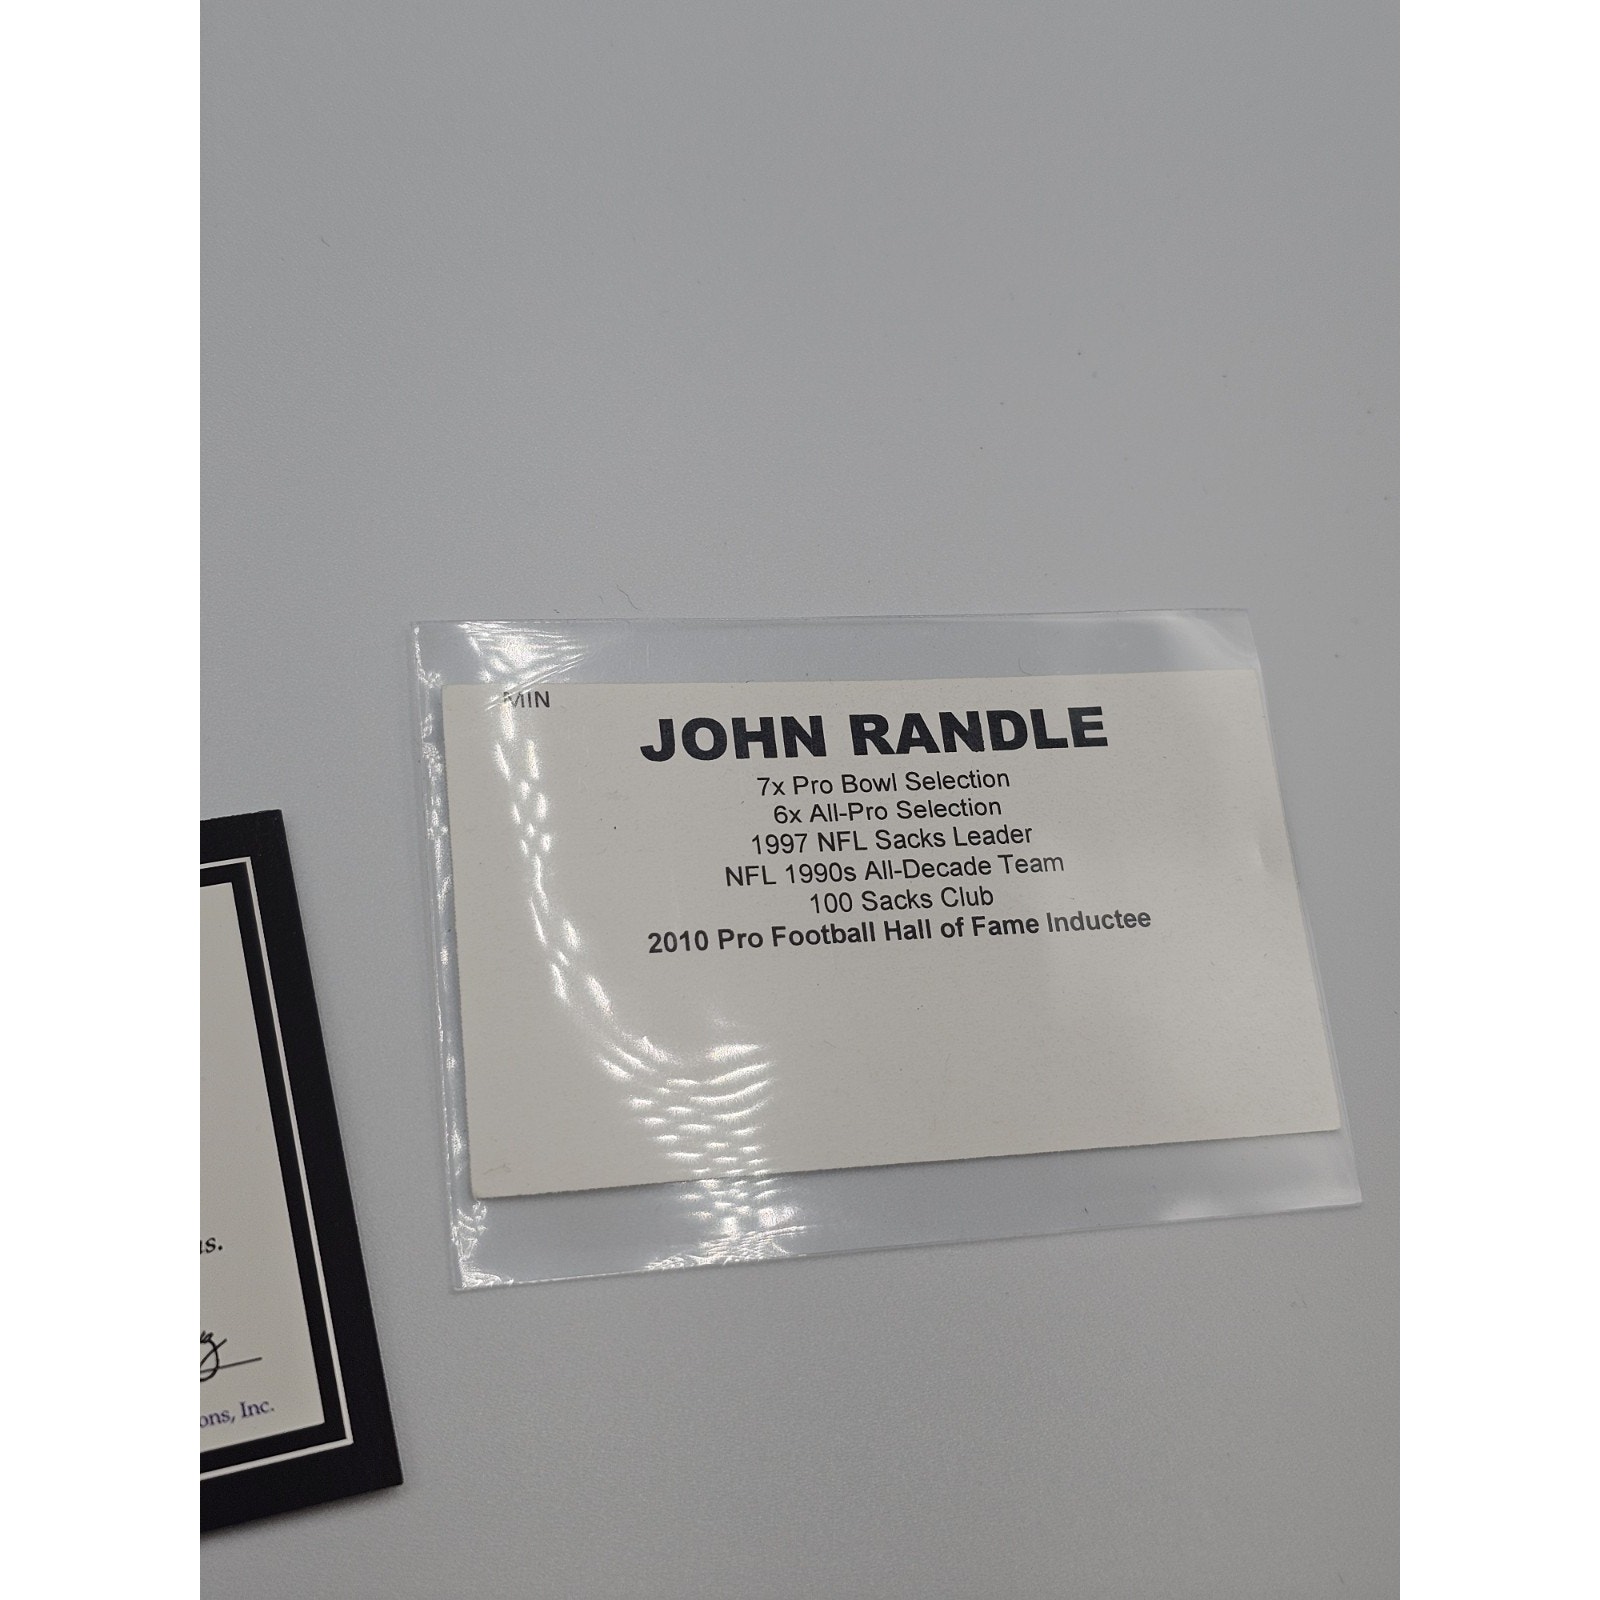 MIN
JOHN RANDLE
7x Pro Bowl Selection
6x All-Pro Selection
1997 NFL Sacks Leader
NFL 1990s All-Decade Team
100 Sacks Club
2010 Pro Football Hall of Fame Inductee
Inc.